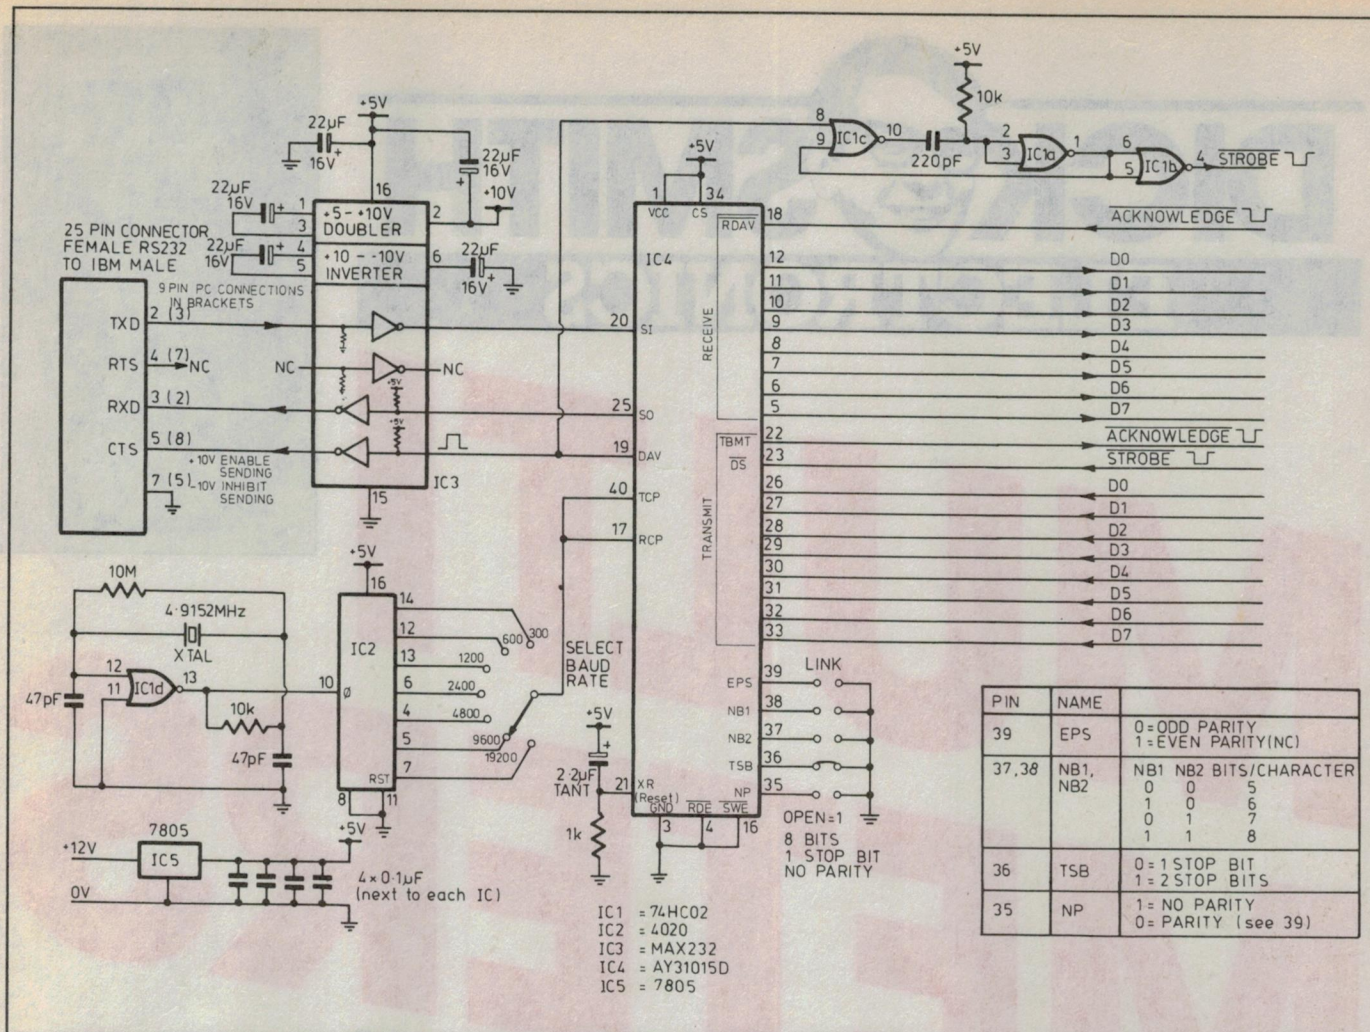 +5V
10k
8
9
IC1c
10
220pF
2
3
IC1a
1
6
5
IC1b
4
STROBE
+5V
22µF
16V
22µF
16V
+10V
16
22µF
16V
1
3
+5 - +10V
DOUBLER
2
22µF
16V
4
5
+10 - -10V
INVERTER
6
22µF
16V
25 PIN CONNECTOR
FEMALE RS232
TO IBM MALE
9 PIN PC CONNECTIONS
IN BRACKETS
TXD
2 (3)
RTS
4 (7)
NC
NC
NC
RXD
3 (2)
+5V
+5V
CTS
5 (8)
+10V ENABLE
SENDING
-10V INHIBIT
SENDING
7 (5)
15
IC3
+5V
1
34
VCC
CS
IC4
RECEIVE
RDAV
18
ACKNOWLEDGE
12
D0
11
D1
10
D2
9
D3
8
D4
7
D5
6
D6
5
D7
20
SI
25
SO
19
DAV
40
TCP
17
RCP
TRANSMIT
TBMT
22
ACKNOWLEDGE
DS
23
STROBE
26
D0
27
D1
28
D2
29
D3
30
D4
31
D5
32
D6
33
D7
EPS
39
LINK
NB1
38
NB2
37
TSB
36
NP
35
OPEN=1
8 BITS
1 STOP BIT
NO PARITY
+5V
2·2µF
TANT
21
XR
(Reset)
1k
GND
RDE
SWE
3
4
16
10M
4·9152MHz
XTAL
12
11
IC1d
13
47pF
10k
47pF
+5V
16
10
ø
IC2
14
12
13
6
4
5
7
RST
8
11
300
600
1200
2400
4800
9600
19200
SELECT
BAUD
RATE
7805
+12V
IC5
+5V
0V
4 x 0·1µF
(next to each IC)
IC1 = 74HC02
IC2 = 4020
IC3 = MAX232
IC4 = AY31015D
IC5 = 7805
PIN NAME
39 EPS 0=ODD PARITY
1=EVEN PARITY(NC)
37,38 NB1, NB2 NB1 NB2 BITS/CHARACTER
0 0 5
1 0 6
0 1 7
1 1 8
36 TSB 0=1 STOP BIT
1=2 STOP BITS
35 NP 1= NO PARITY
0= PARITY (see 39)